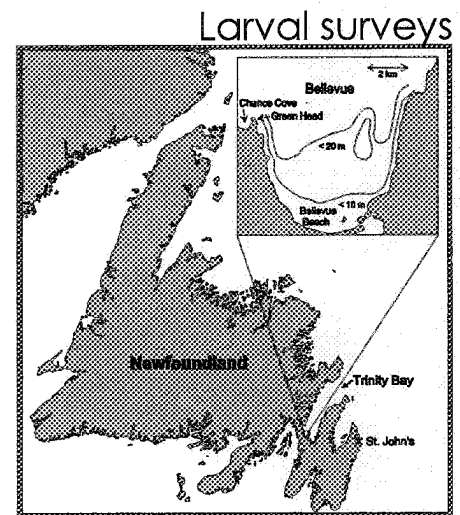 Larval surveys
2 km
Bellevue
Chance Cove
Green Head
<20 m
<10 m
Bellevue
Beach
Newfoundland
Trinity Bay
St. John's